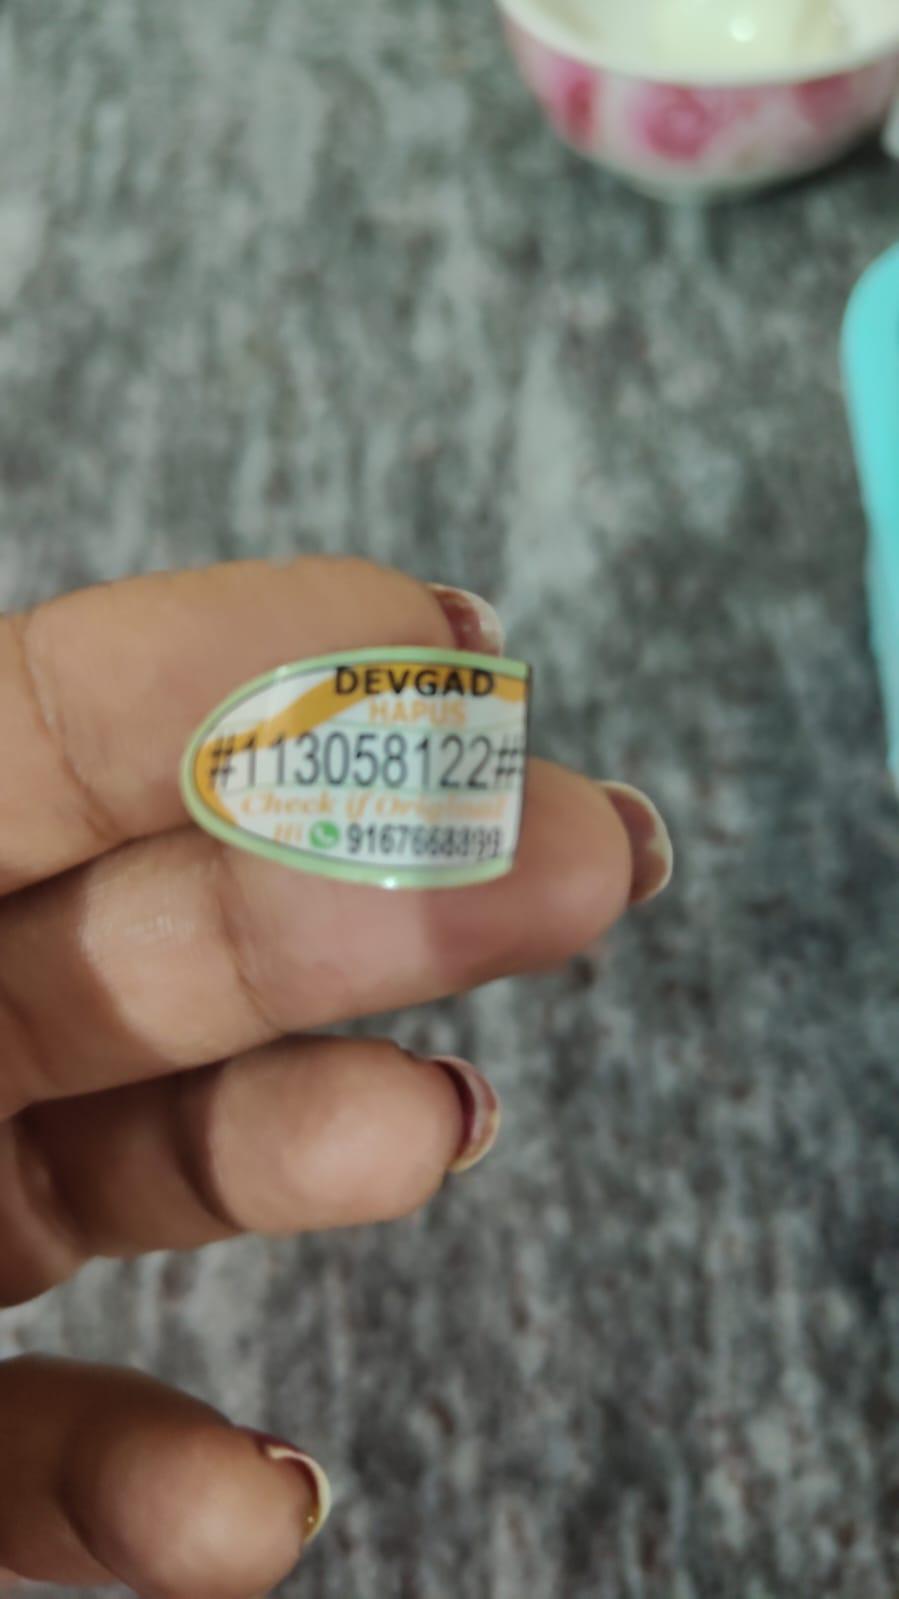 DEVGAD
HAPUS
#113058122#
Check if Original
9167668899